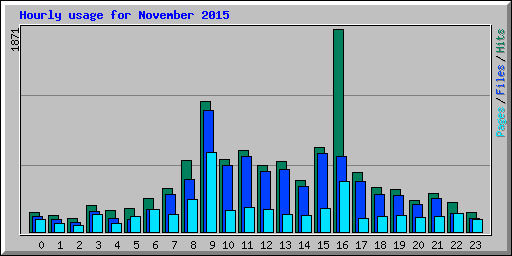 Hourly usage for November 2015
1871
Pages / Files / Hits
0 1 2 3 4 5 6 7 8 9 10 11 12 13 14 15 16 17 18 19 20 21 22 23